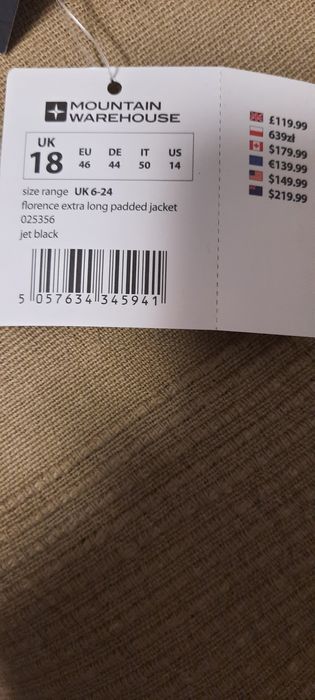 MOUNTAIN
WAREHOUSE
UK
18
EU
46
DE
44
IT
50
US
14
size range UK 6-24
florence extra long padded jacket
025356
jet black
5 057634 345941
£119.99
639zł
$179.99
€139.99
$149.99
$219.99